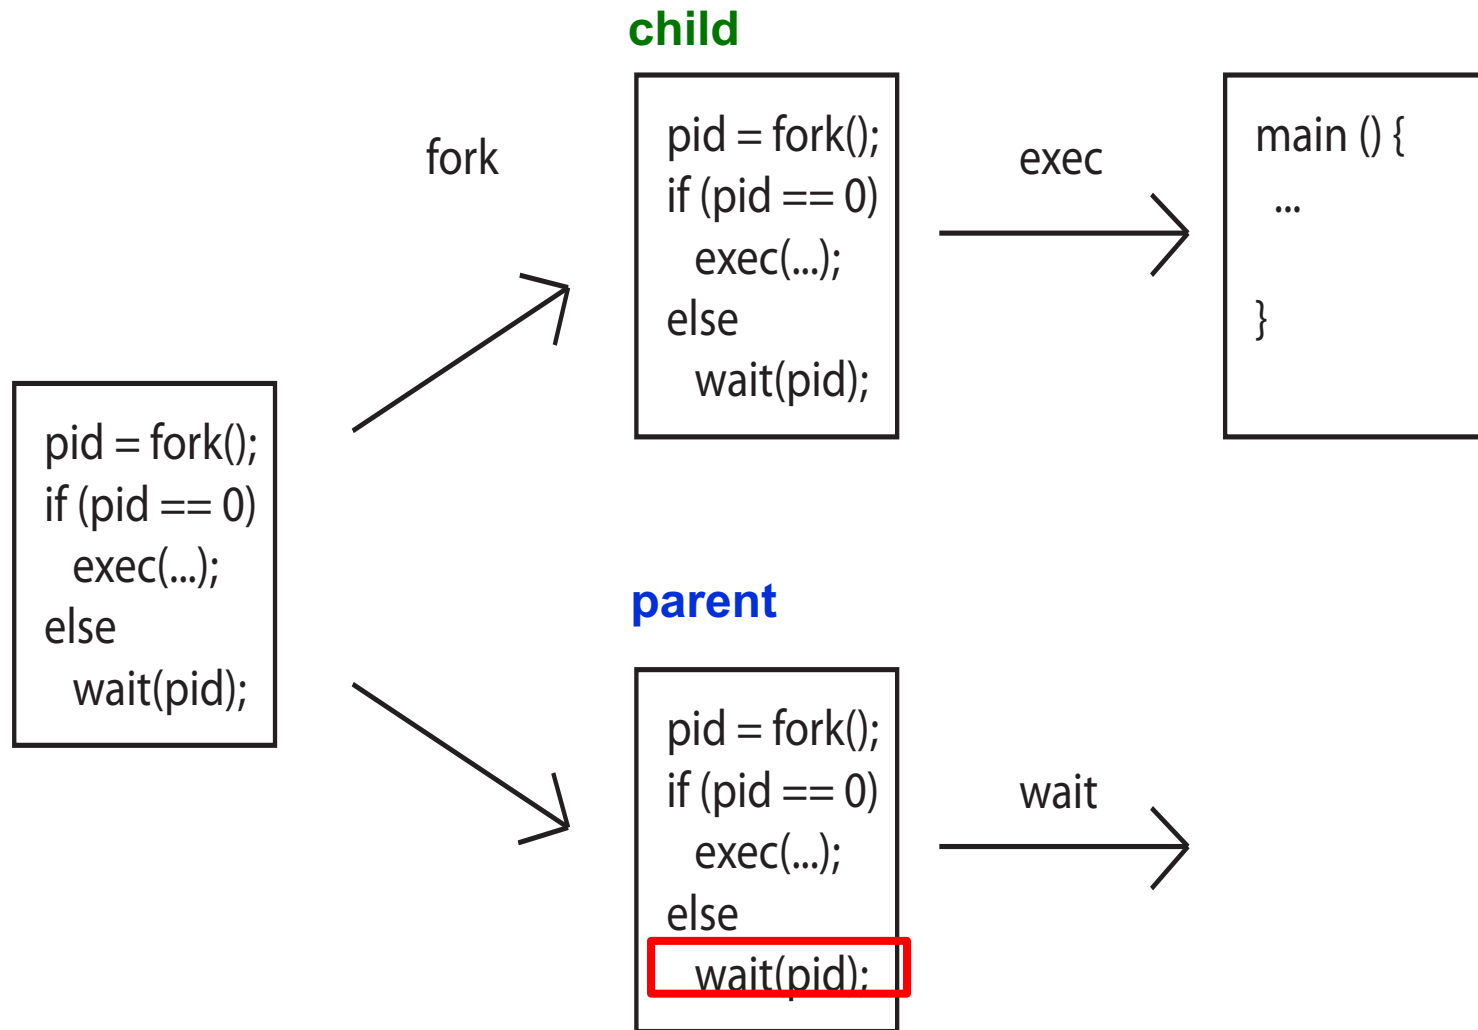 child
fork
pid = fork();
if (pid == 0)
exec(...);
else
wait(pid);
exec
main () {
...
}
pid = fork();
if (pid == 0)
exec(...);
else
wait(pid);
parent
pid = fork();
if (pid == 0)
exec(...);
else
wait(pid);
wait